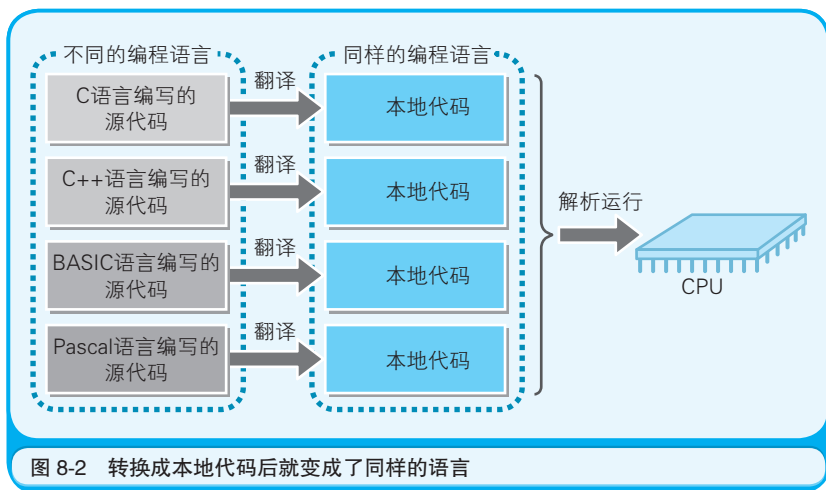 不同的编程语言
同样的编程语言
C语言编写的
源代码
翻译
本地代码
C++语言编写的
源代码
翻译
本地代码
BASIC语言编写的
源代码
翻译
本地代码
Pascal语言编写的
源代码
翻译
本地代码
解析运行
CPU
图 8-2 转换成本地代码后就变成了同样的语言